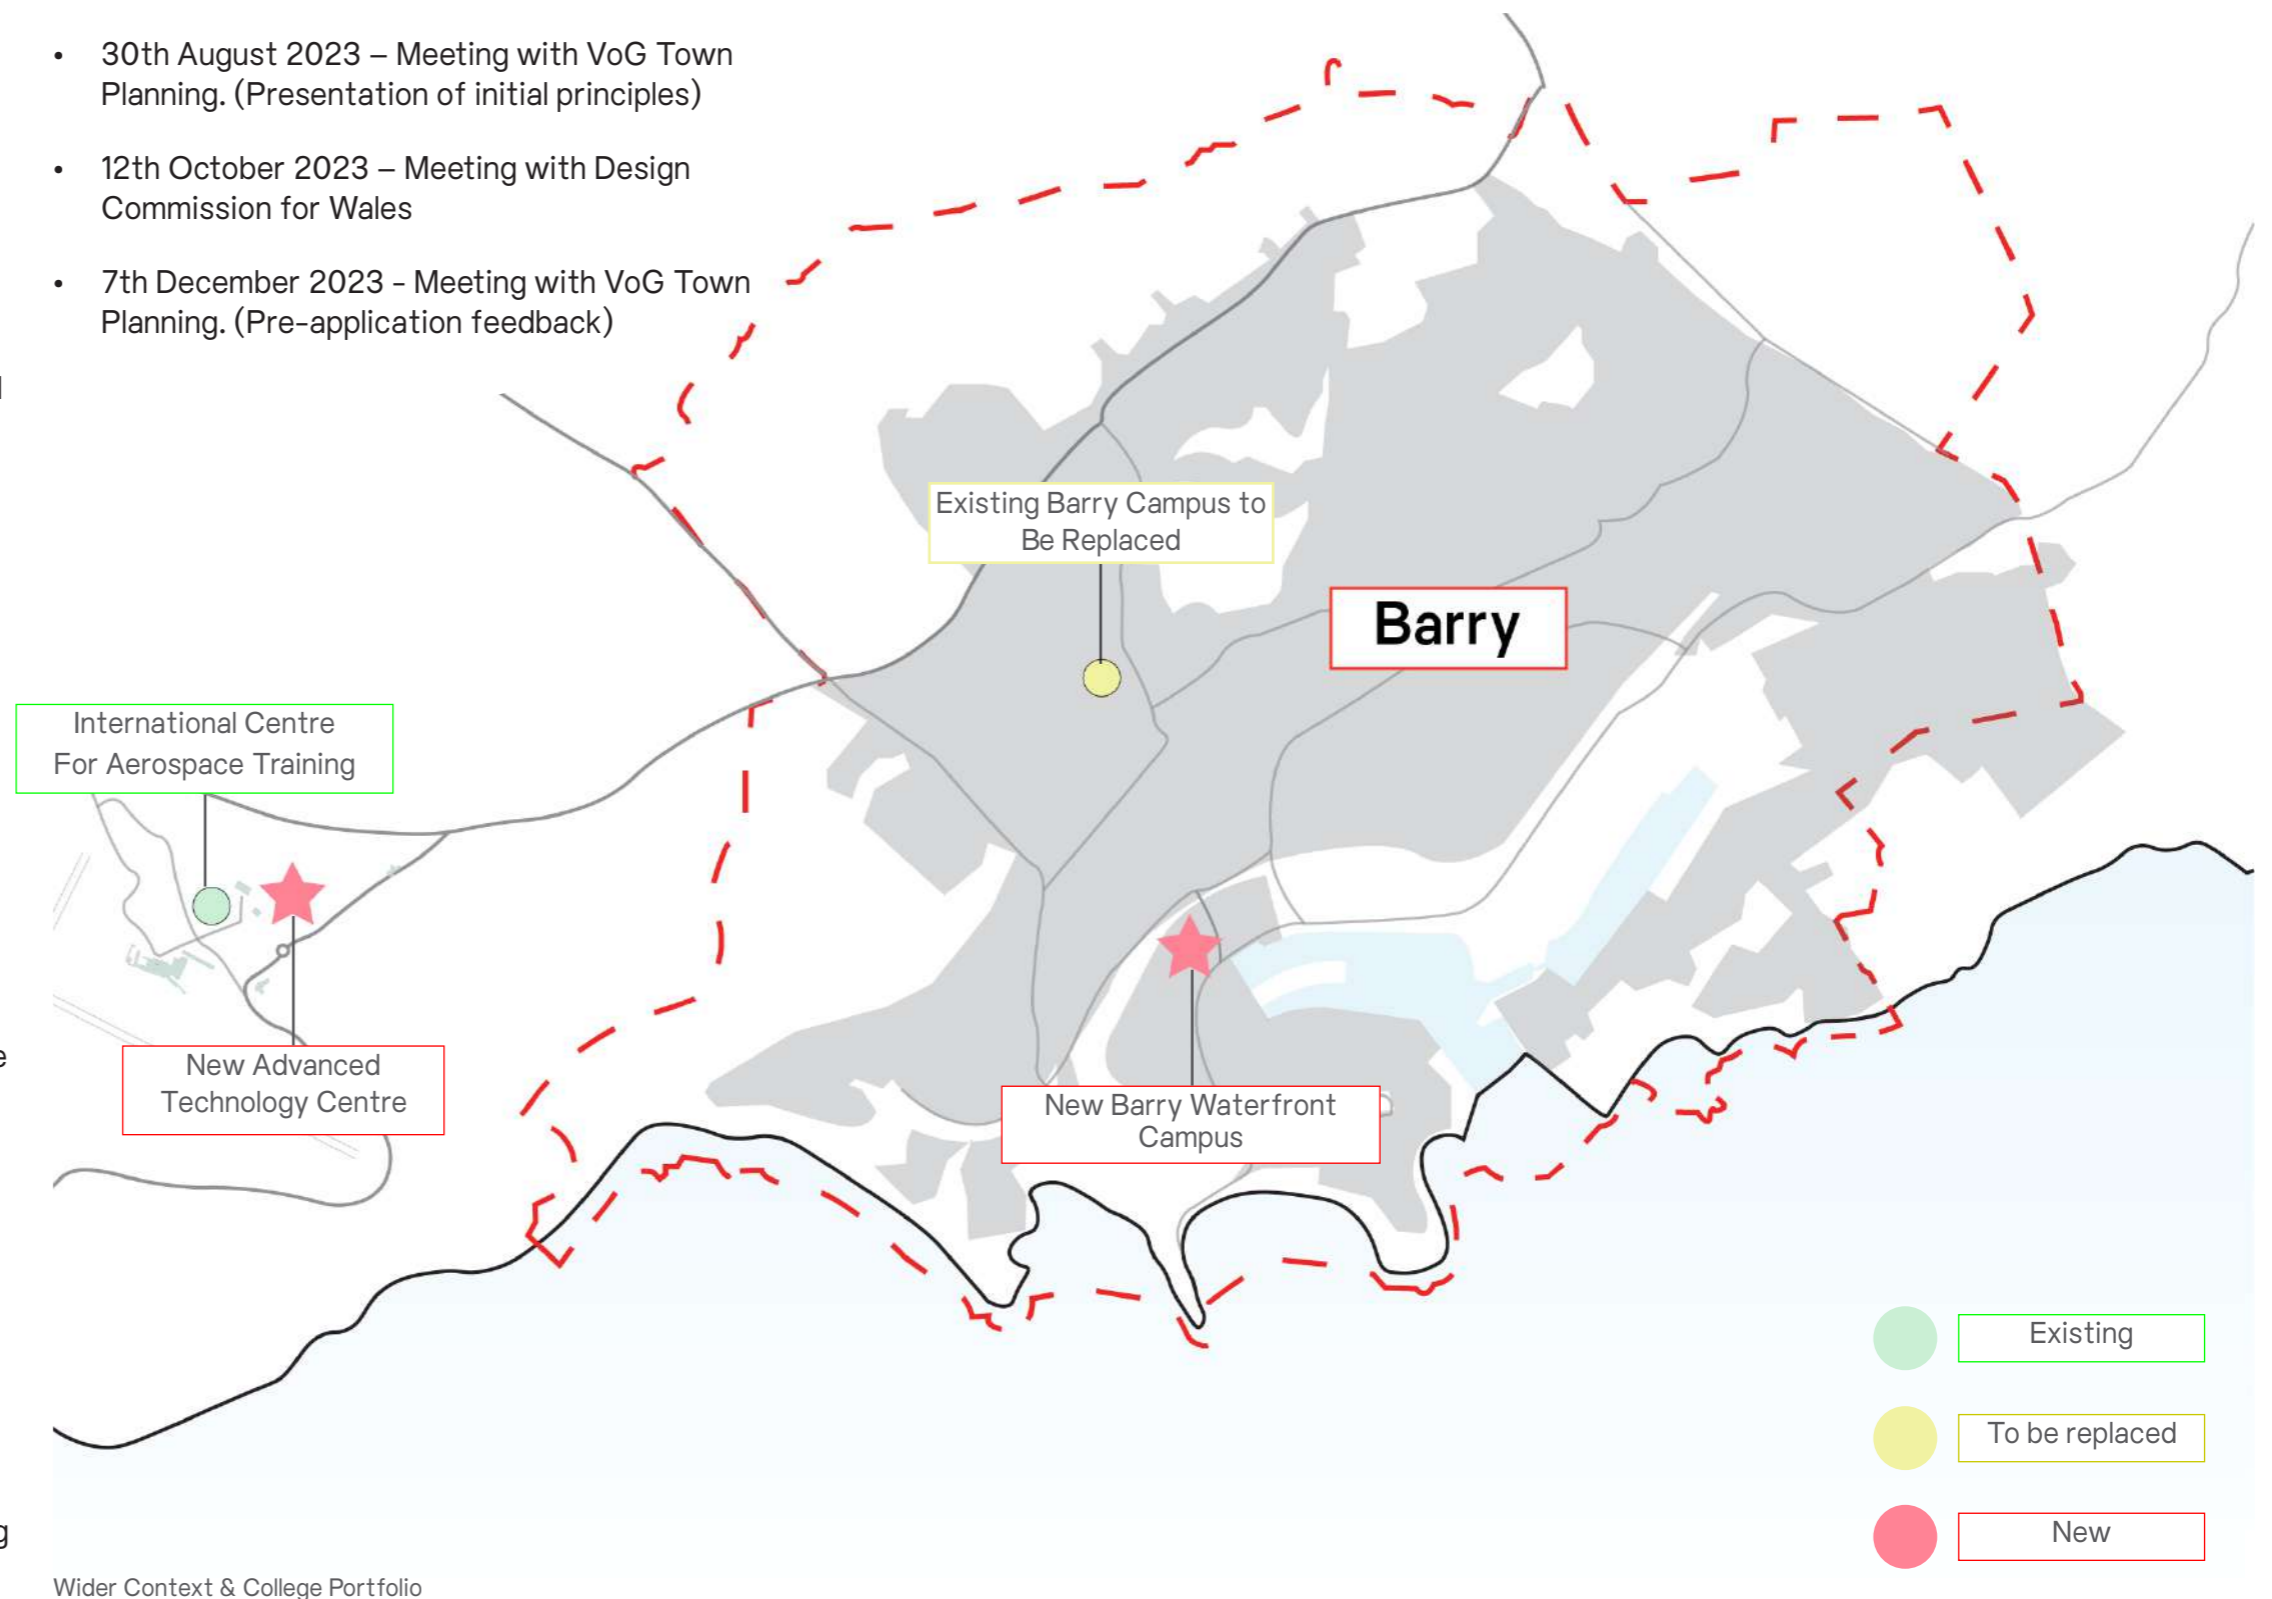 • 30th August 2023 – Meeting with VoG Town
Planning. (Presentation of initial principles)
• 12th October 2023 – Meeting with Design
Commission for Wales
• 7th December 2023 - Meeting with VoG Town
Planning. (Pre-application feedback)
Existing Barry Campus to
Be Replaced
Barry
International Centre
For Aerospace Training
New Advanced
Technology Centre
New Barry Waterfront
Campus
Existing
To be replaced
New
Wider Context & College Portfolio